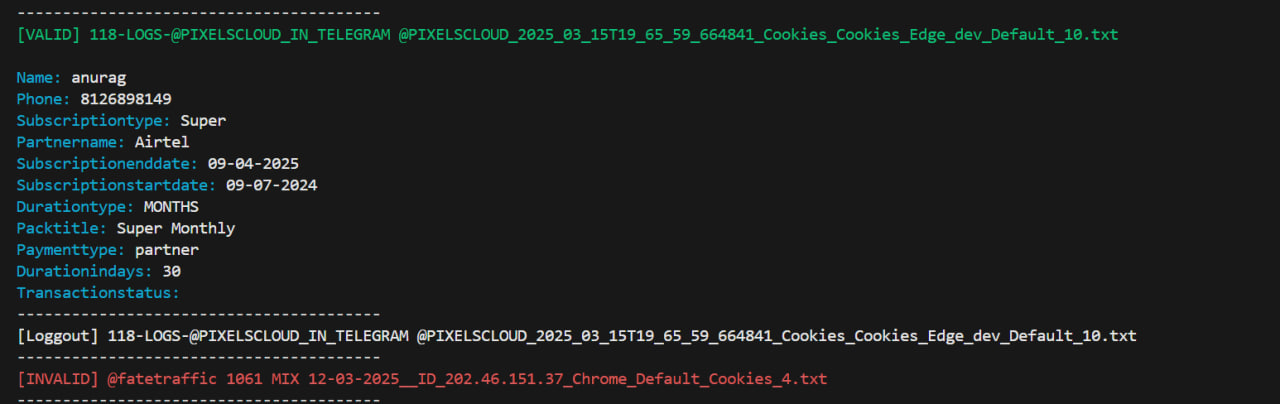 ----------------------------------------
[VALID] 118-LOGS-@PIXELSCLOUD_IN_TELEGRAM @PIXELSCLOUD_2025_03_15T19_65_59_664841_Cookies_Cookies_Edge_dev_Default_10.txt
Name: anurag
Phone: 8126898149
Subscriptiontype: Super
Partnername: Airtel
Subscriptionenddate: 09-04-2025
Subscriptionstartdate: 09-07-2024
Durationtype: MONTHS
Packtitle: Super Monthly
Paymenttype: partner
Durationindays: 30
Transactionstatus:
----------------------------------------
[Loggout] 118-LOGS-@PIXELSCLOUD_IN_TELEGRAM @PIXELSCLOUD_2025_03_15T19_65_59_664841_Cookies_Cookies_Edge_dev_Default_10.txt
----------------------------------------
[INVALID] @fatetraffic 1061 MIX 12-03-2025__ID_202.46.151.37_Chrome_Default_Cookies_4.txt
----------------------------------------